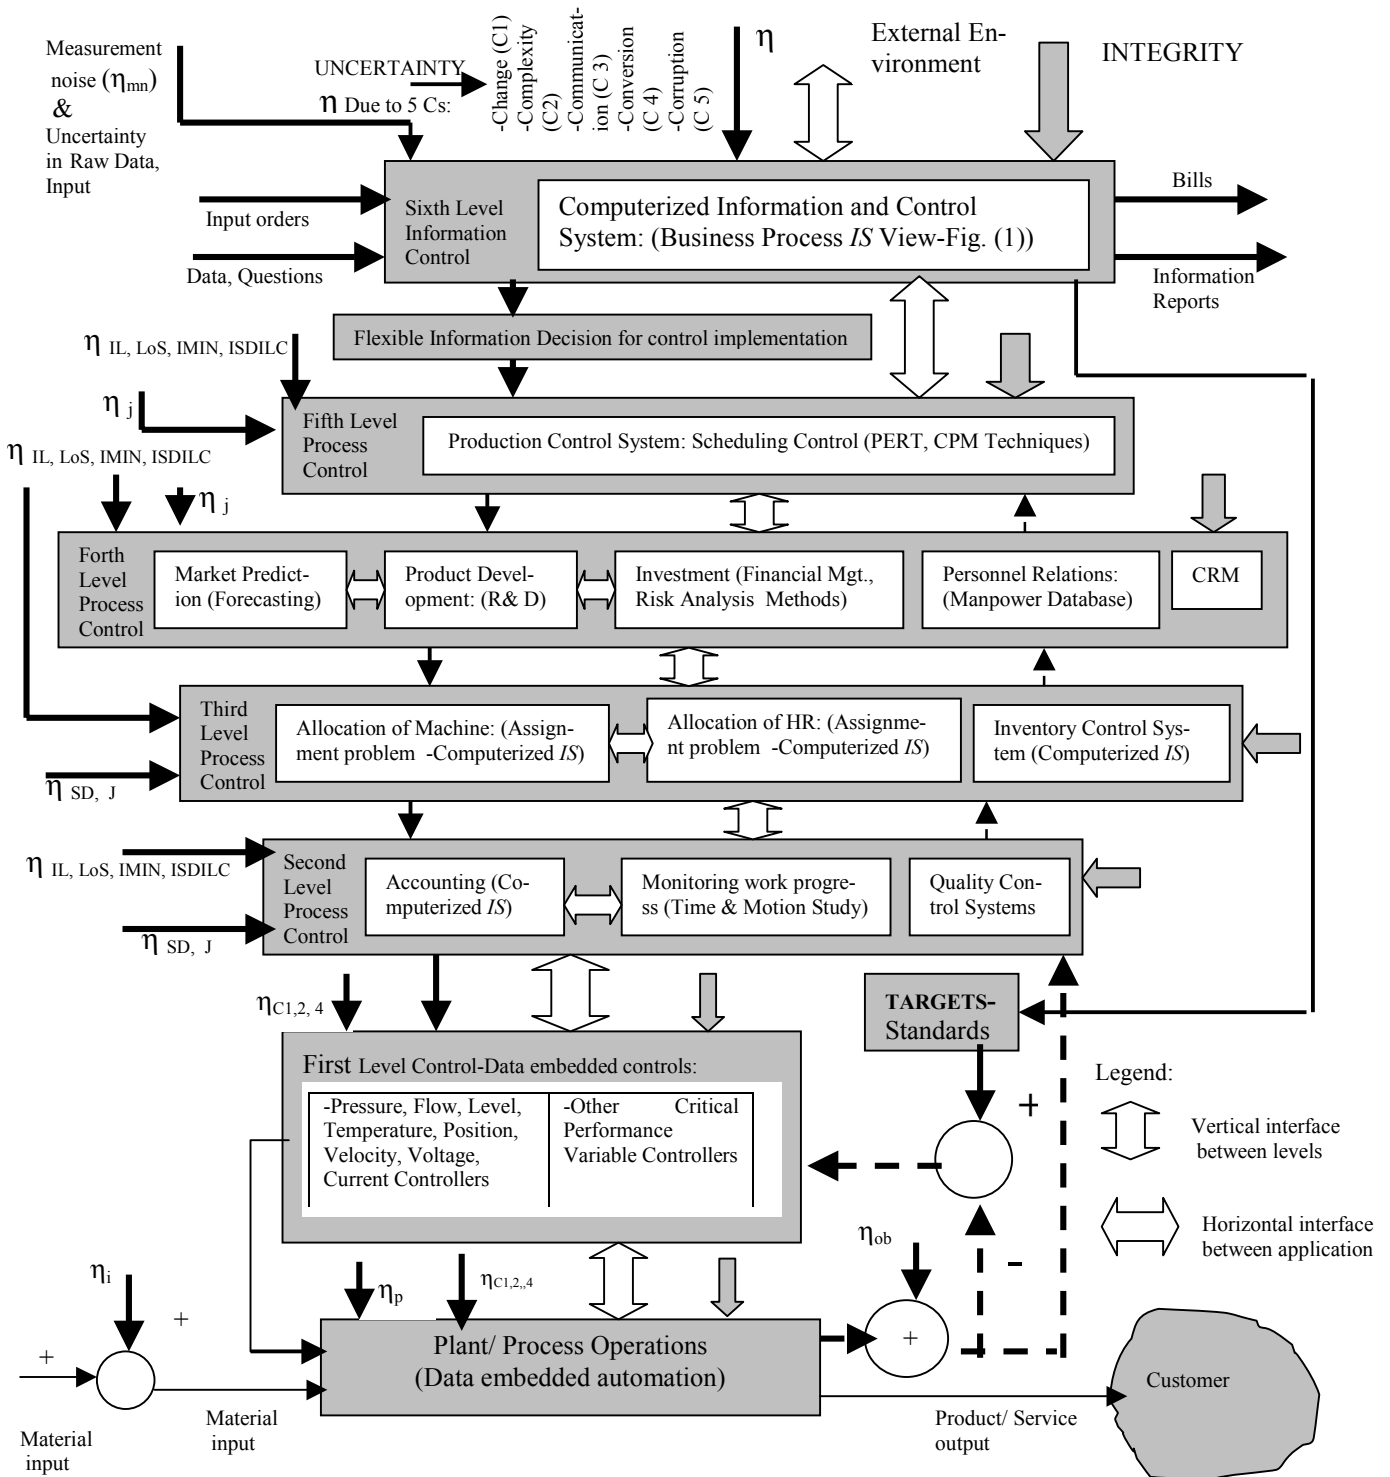 Measurement
noise (ηmn)
&
Uncertainty
in Raw Data,
Input
UNCERTAINTY
η Due to 5 Cs:
-Change (C1)
-Complexity
(C2)
-Communicat-
ion (C 3)
-Conversion
(C 4)
-Corruption
(C 5)
η
External En-
vironment
INTEGRITY
Input orders
Data, Questions
Sixth Level
Information
Control
Computerized Information and Control
System: (Business Process IS View-Fig. (1))
Bills
Information
Reports
Flexible Information Decision for control implementation
η IL, LoS, IMIN, ISDILC
η j
Fifth Level
Process
Control
Production Control System: Scheduling Control (PERT, CPM Techniques)
η IL, LoS, IMIN, ISDILC
η j
Forth
Level
Process
Control
Market Predict-
ion (Forecasting)
Product Devel-
opment: (R& D)
Investment (Financial Mgt.,
Risk Analysis Methods)
Personnel Relations:
(Manpower Database)
CRM
Third
Level
Process
Control
Allocation of Machine: (Assign-
ment problem -Computerized IS)
Allocation of HR: (Assignme-
nt problem -Computerized IS)
Inventory Control Sys-
tem (Computerized IS)
η SD, J
η IL, LoS, IMIN, ISDILC
Second
Level
Process
Control
Accounting (Co-
mputerized IS)
Monitoring work progre-
ss (Time & Motion Study)
Quality Con-
trol Systems
η SD, J
ηC1,2, 4
TARGETS-
Standards
First Level Control-Data embedded controls:
-Pressure, Flow, Level,
Temperature, Position,
Velocity, Voltage,
Current Controllers
-Other Critical
Performance
Variable Controllers
+
-
Legend:
Vertical interface
between levels
Horizontal interface
between application
ηob
ηi
ηp
ηC1,2,,4
+
+
+
Plant/ Process Operations
(Data embedded automation)
Customer
Material
input
Material
input
Product/ Service
output